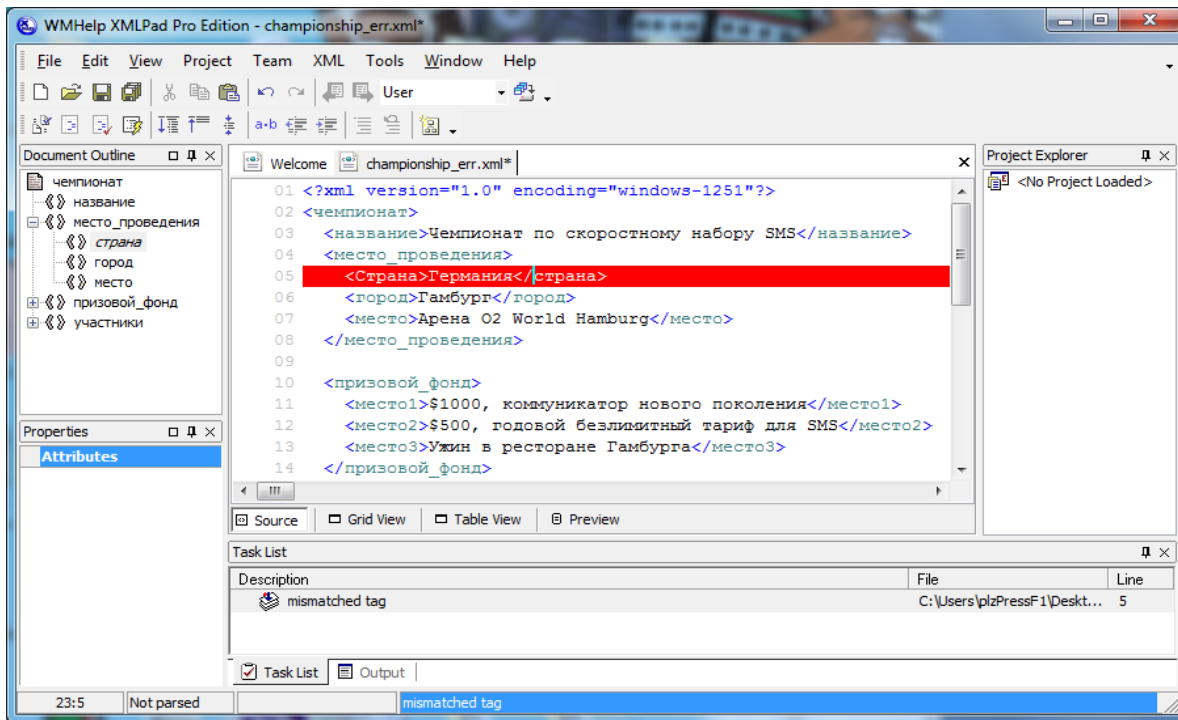 WMHelp XMLPad Pro Edition - championship_err.xml*
File Edit View Project Team XML Tools Window Help
User
a•b
Document Outline
Welcome championship_err.xml*
Project Explorer
чемпионат
название
место_проведения
страна
город
место
призовой_фонд
участники
01 <?xml version="1.0" encoding="windows-1251"?>
02 <чемпионат>
03 <название>Чемпионат по скоростному набору SMS</название>
04 <место_проведения>
05 <Страна>Германия</страна>
06 <город>Гамбург</город>
07 <место>Арена O2 World Hamburg</место>
08 </место_проведения>
09
10 <призовой_фонд>
11 <место1>$1000, коммуникатор нового поколения</место1>
12 <место2>$500, годовой безлимитный тариф для SMS</место2>
13 <место3>Ужин в ресторане Гамбурга</место3>
14 </призовой_фонд>
<No Project Loaded>
Properties
Attributes
Source Grid View Table View Preview
Task List
Description File Line
mismatched tag C:\Users\plzPressF1\Deskt... 5
Task List Output
23:5 Not parsed mismatched tag